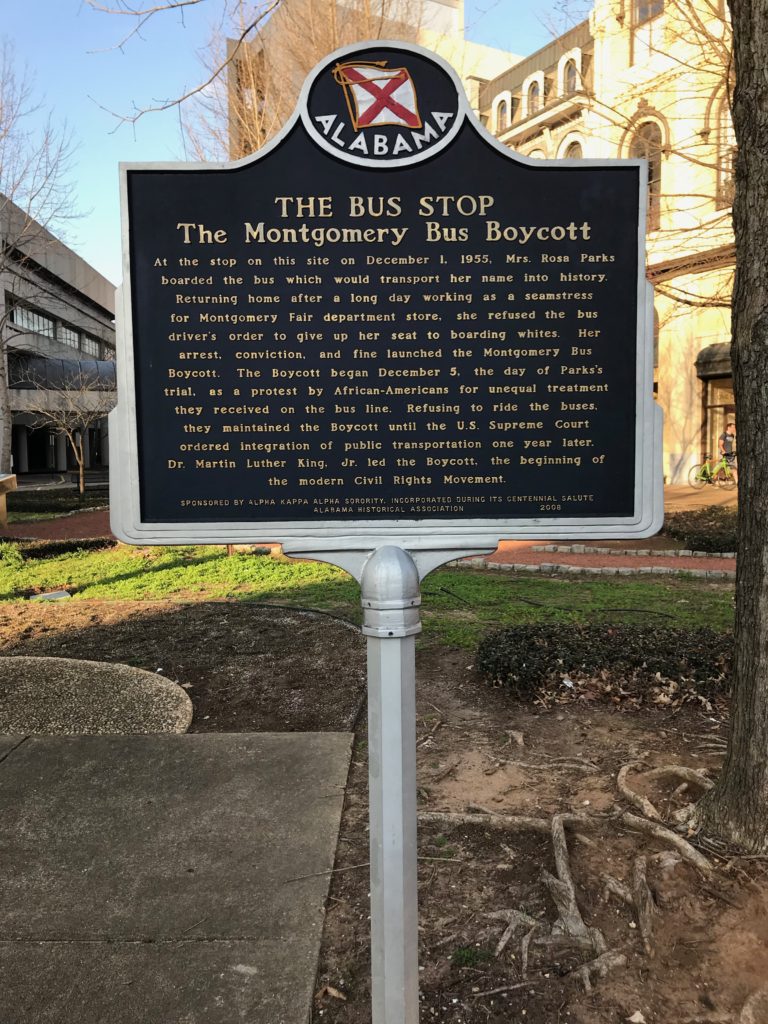 ALABAMA
THE BUS STOP
The Montgomery Bus Boycott
At the stop on this site on December 1, 1955, Mrs. Rosa Parks
boarded the bus which would transport her name into history.
Returning home after a long day working as a seamstress
for Montgomery Fair department store, she refused the bus
driver's order to give up her seat to boarding whites. Her
arrest, conviction, and fine launched the Montgomery Bus
Boycott. The Boycott began December 5, the day of Parks's
trial, as a protest by African-Americans for unequal treatment
they received on the bus line. Refusing to ride the buses,
they maintained the Boycott until the U.S. Supreme Court
ordered integration of public transportation one year later.
Dr. Martin Luther King, Jr. led the Boycott, the beginning of
the modern Civil Rights Movement.
SPONSORED BY ALPHA KAPPA ALPHA SORORITY, INCORPORATED DURING ITS CENTENNIAL SALUTE
ALABAMA HISTORICAL ASSOCIATION 2008